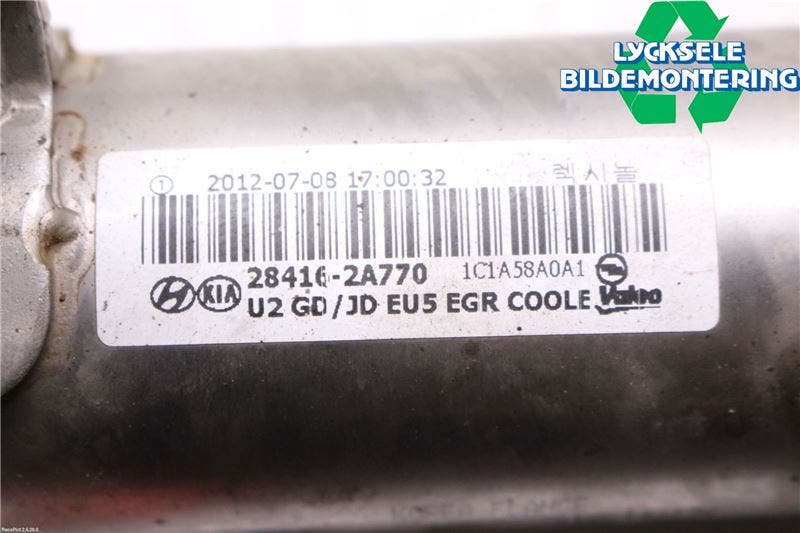 LYCKSELE
BILDEMONTERING
1 2012-07-08 17:00:32 렉시놀
28416-2A770 1C1A58A0A1
KIA U2 GD/JD EU5 EGR COOLE Valeo